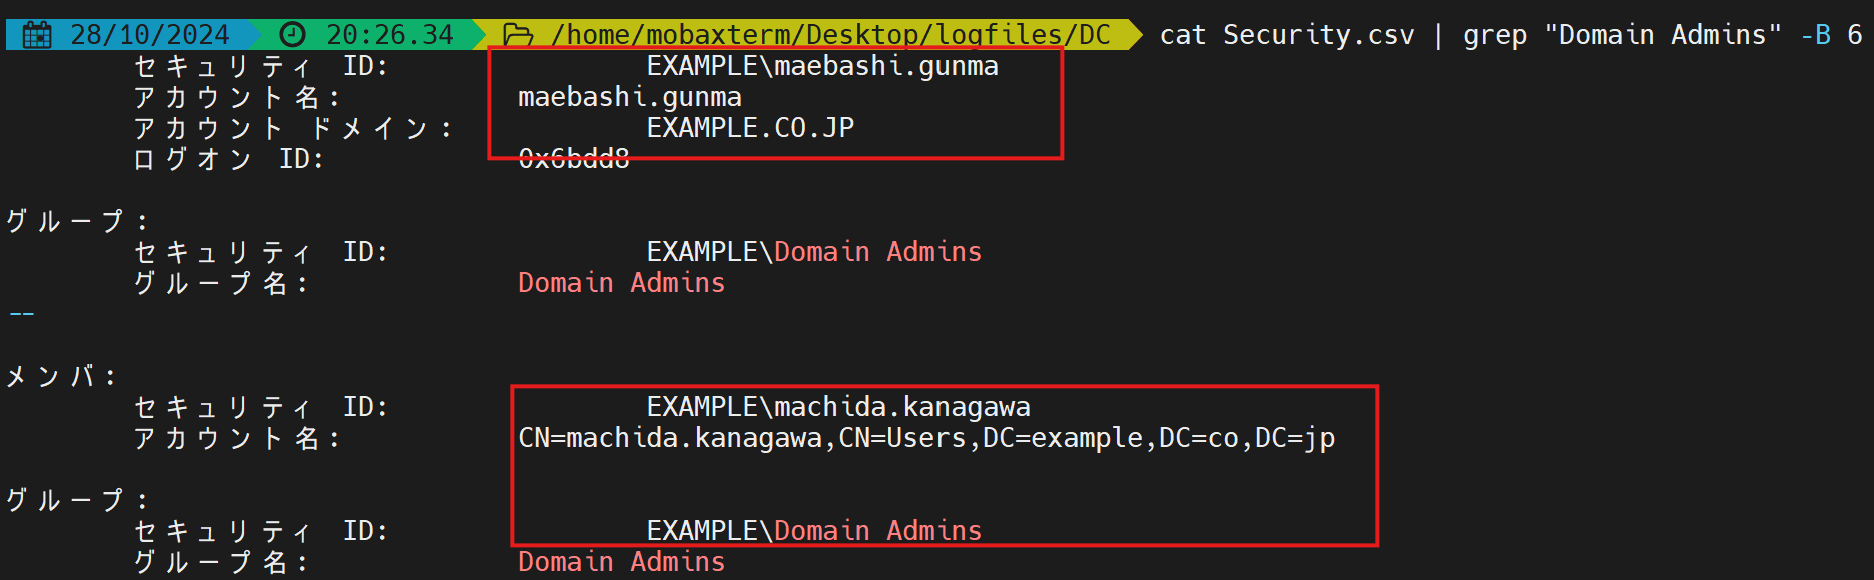 28/10/2024 20:26.34 /home/mobaxterm/Desktop/logfiles/DC cat Security.csv | grep "Domain Admins" -B 6
セキュリティ ID: EXAMPLE\maebashi.gunma
アカウント名: maebashi.gunma
アカウント ドメイン: EXAMPLE.CO.JP
ログオン ID: 0x6bdd8
グループ:
セキュリティ ID: EXAMPLE\Domain Admins
グループ名: Domain Admins
--
メンバ:
セキュリティ ID: EXAMPLE\machida.kanagawa
アカウント名: CN=machida.kanagawa,CN=Users,DC=example,DC=co,DC=jp
グループ:
セキュリティ ID: EXAMPLE\Domain Admins
グループ名: Domain Admins